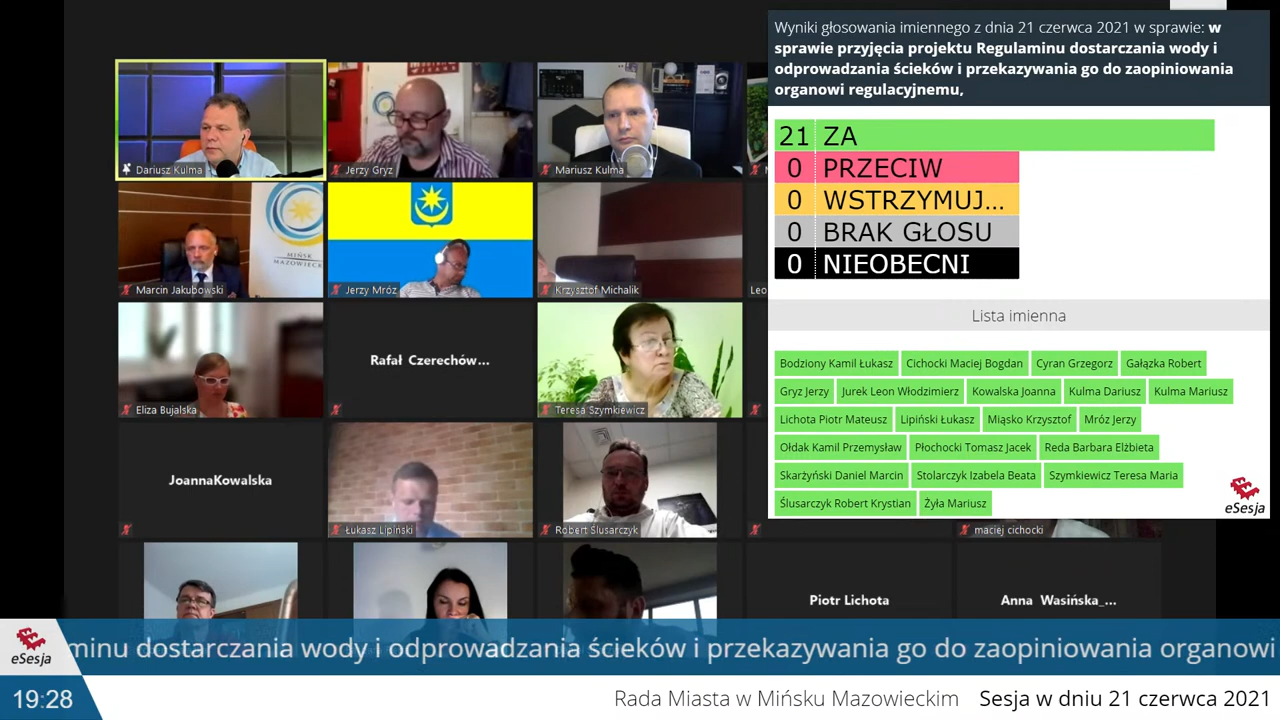 Wyniki głosowania imiennego z dnia 21 czerwca 2021 w sprawie: w
sprawie przyjęcia projektu Regulaminu dostarczania wody i
odprowadzania ścieków i przekazywania go do zaopiniowania
organowi regulacyjnemu,
21 ZA
0 PRZECIW
0 WSTRZYMUJ...
0 BRAK GŁOSU
0 NIEOBECNI
Lista imienna
Bodziony Kamil Łukasz Cichocki Maciej Bogdan Cyran Grzegorz Gałązka Robert
Gryz Jerzy Jurek Leon Włodzimierz Kowalska Joanna Kulma Dariusz Kulma Mariusz
Lichota Piotr Mateusz Lipiński Łukasz Miąsko Krzysztof Mróz Jerzy
Ołdak Kamil Przemysław Płochocki Tomasz Jacek Reda Barbara Elżbieta
Skarżyński Daniel Marcin Stolarczyk Izabela Beata Szymkiewicz Teresa Maria
Ślusarczyk Robert Krystian Żyła Mariusz
eSesja
Dariusz Kulma Jerzy Gryz Mariusz Kulma
MIŃSK
MAZOWIECK
Marcin Jakubowski Jerzy Mróz Krzysztof Michalik Leo
Rafał Czerechów...
Eliza Bujalska Teresa Szymkiewicz
JoannaKowalska
Łukasz Lipiński Robert Ślusarczyk maciej cichocki
Piotr Lichota Anna Wasińska_...
eSesja
minu dostarczania wody i odprowadzania ścieków i przekazywania go do zaopiniowania organowi
19:28
Rada Miasta w Mińsku Mazowieckim Sesja w dniu 21 czerwca 2021